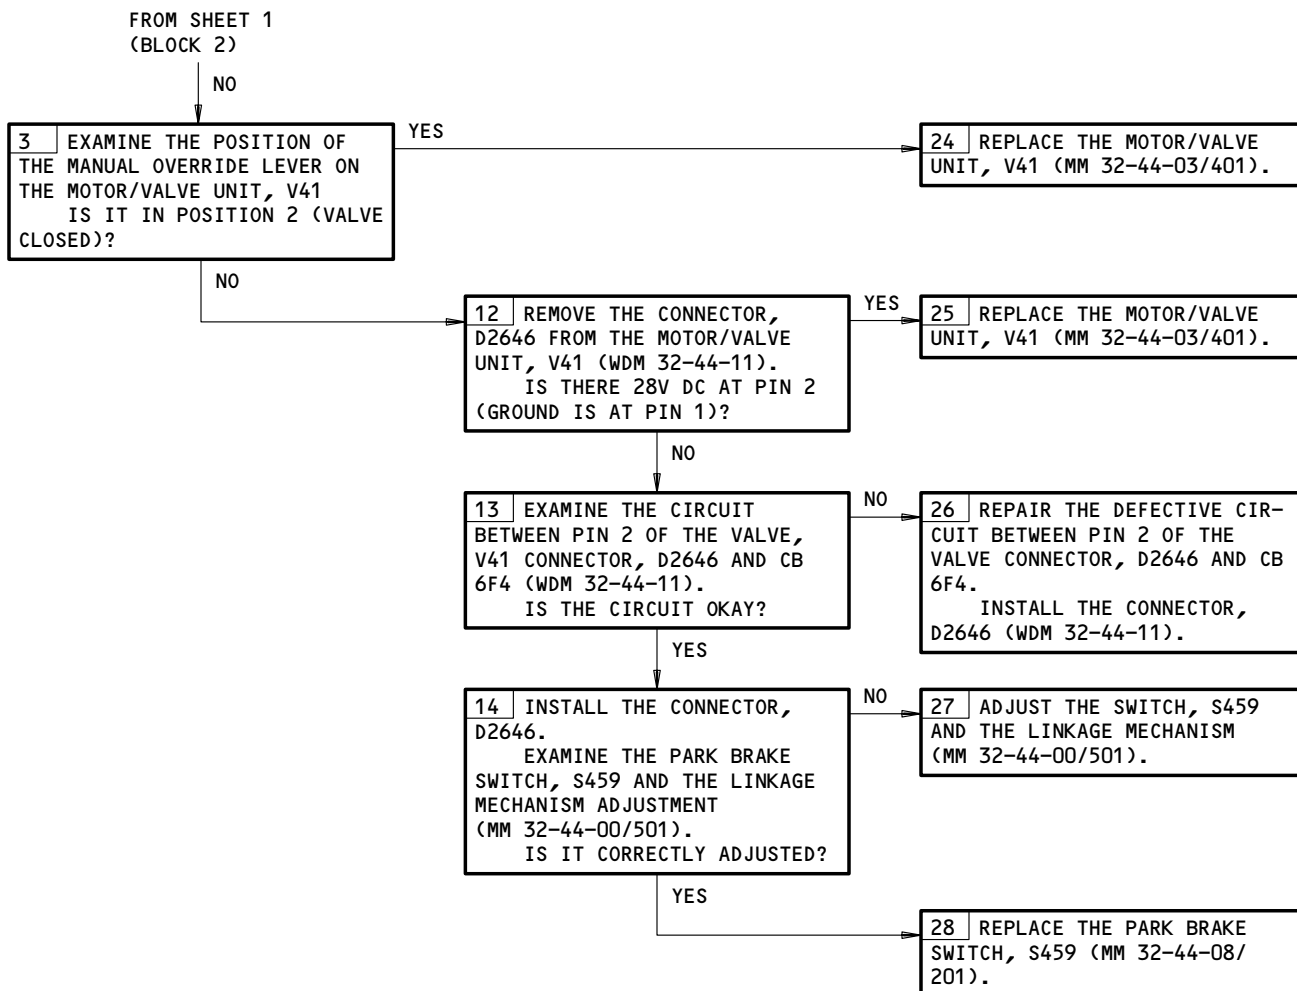 FROM SHEET 1
(BLOCK 2)
NO
3 EXAMINE THE POSITION OF
THE MANUAL OVERRIDE LEVER ON
THE MOTOR/VALVE UNIT, V41
IS IT IN POSITION 2 (VALVE
CLOSED)?
YES
24 REPLACE THE MOTOR/VALVE
UNIT, V41 (MM 32-44-03/401).
NO
12 REMOVE THE CONNECTOR,
D2646 FROM THE MOTOR/VALVE
UNIT, V41 (WDM 32-44-11).
IS THERE 28V DC AT PIN 2
(GROUND IS AT PIN 1)?
YES
25 REPLACE THE MOTOR/VALVE
UNIT, V41 (MM 32-44-03/401).
NO
13 EXAMINE THE CIRCUIT
BETWEEN PIN 2 OF THE VALVE,
V41 CONNECTOR, D2646 AND CB
6F4 (WDM 32-44-11).
IS THE CIRCUIT OKAY?
NO
26 REPAIR THE DEFECTIVE CIR-
CUIT BETWEEN PIN 2 OF THE
VALVE CONNECTOR, D2646 AND CB
6F4.
INSTALL THE CONNECTOR,
D2646 (WDM 32-44-11).
YES
14 INSTALL THE CONNECTOR,
D2646.
EXAMINE THE PARK BRAKE
SWITCH, S459 AND THE LINKAGE
MECHANISM ADJUSTMENT
(MM 32-44-00/501).
IS IT CORRECTLY ADJUSTED?
NO
27 ADJUST THE SWITCH, S459
AND THE LINKAGE MECHANISM
(MM 32-44-00/501).
YES
28 REPLACE THE PARK BRAKE
SWITCH, S459 (MM 32-44-08/
201).